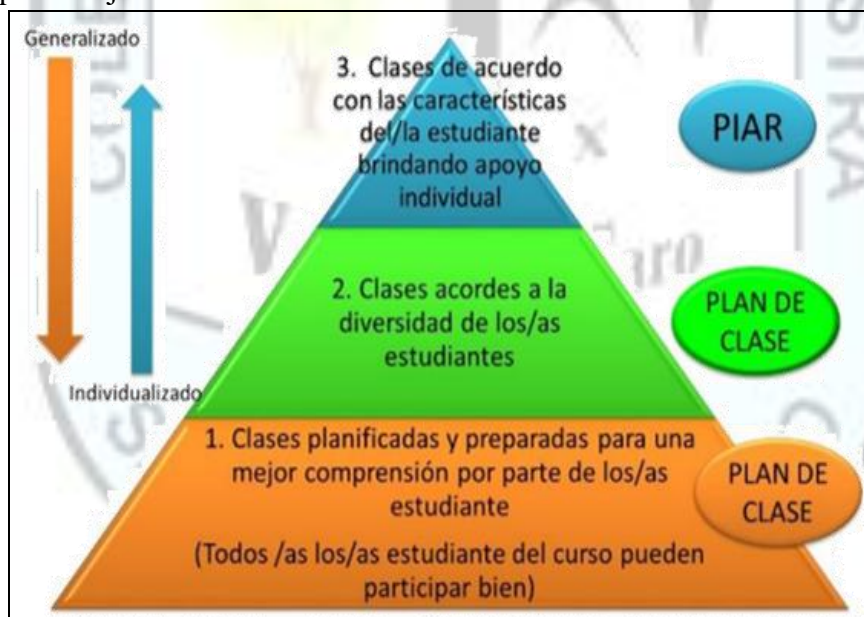 Generalizado
3. Clases de acuerdo
con las características
del/la estudiante
brindando apoyo
individual
PIAR
2. Clases acordes a la
diversidad de los/as
estudiantes
PLAN DE
CLASE
Individualizado
1. Clases planificadas y preparadas para una
mejor comprensión por parte de los/as
estudiante
(Todos /as los/as estudiante del curso pueden
participar bien)
PLAN DE
CLASE